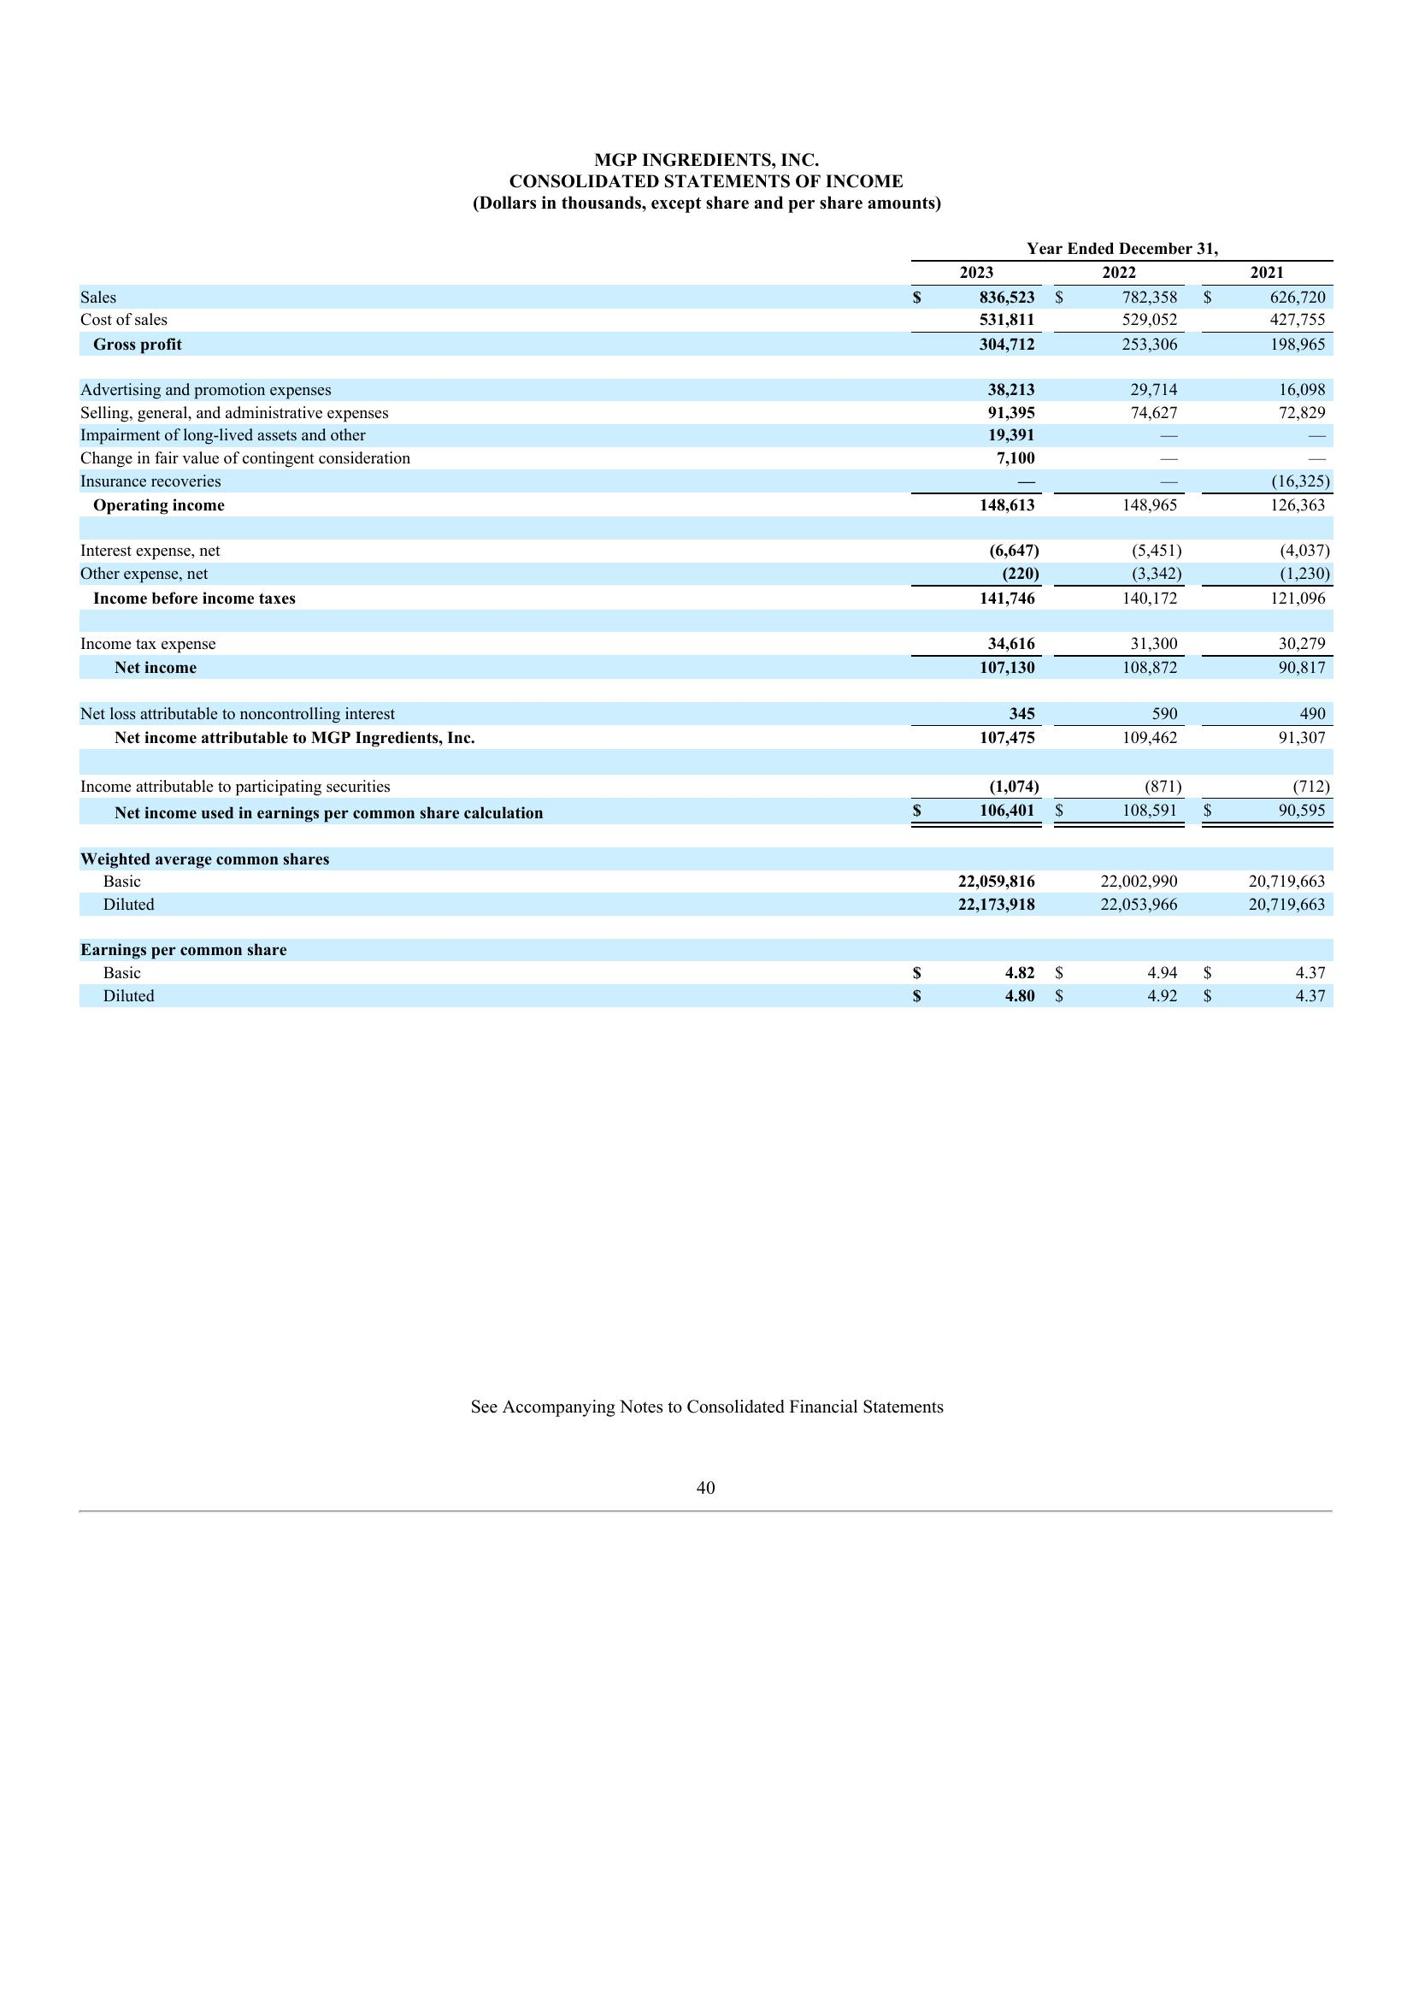 MGP INGREDIENTS, INC.
CONSOLIDATED STATEMENTS OF INCOME
(Dollars in thousands, except share and per share amounts)
Year Ended December 31,
2023 2022 2021
Sales $ 836,523 $ 782,358 $ 626,720
Cost of sales 531,811 529,052 427,755
Gross profit 304,712 253,306 198,965
Advertising and promotion expenses 38,213 29,714 16,098
Selling, general, and administrative expenses 91,395 74,627 72,829
Impairment of long-lived assets and other 19,391 — —
Change in fair value of contingent consideration 7,100 — —
Insurance recoveries — — (16,325)
Operating income 148,613 148,965 126,363
Interest expense, net (6,647) (5,451) (4,037)
Other expense, net (220) (3,342) (1,230)
Income before income taxes 141,746 140,172 121,096
Income tax expense 34,616 31,300 30,279
Net income 107,130 108,872 90,817
Net loss attributable to noncontrolling interest 345 590 490
Net income attributable to MGP Ingredients, Inc. 107,475 109,462 91,307
Income attributable to participating securities (1,074) (871) (712)
Net income used in earnings per common share calculation $ 106,401 $ 108,591 $ 90,595
Weighted average common shares
Basic 22,059,816 22,002,990 20,719,663
Diluted 22,173,918 22,053,966 20,719,663
Earnings per common share
Basic $ 4.82 $ 4.94 $ 4.37
Diluted $ 4.80 $ 4.92 $ 4.37
See Accompanying Notes to Consolidated Financial Statements
40